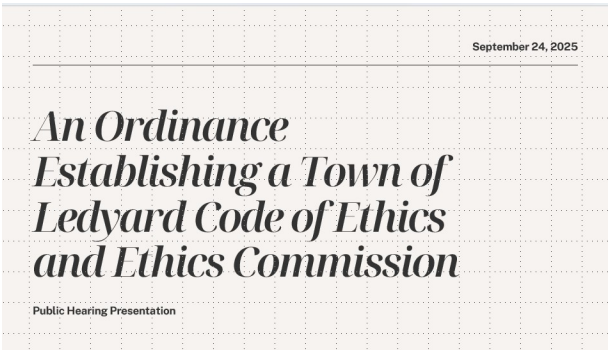 September 24, 2025
An Ordinance
Establishing a Town of
Ledyard Code of Ethics
and Ethics Commission
Public Hearing Presentation